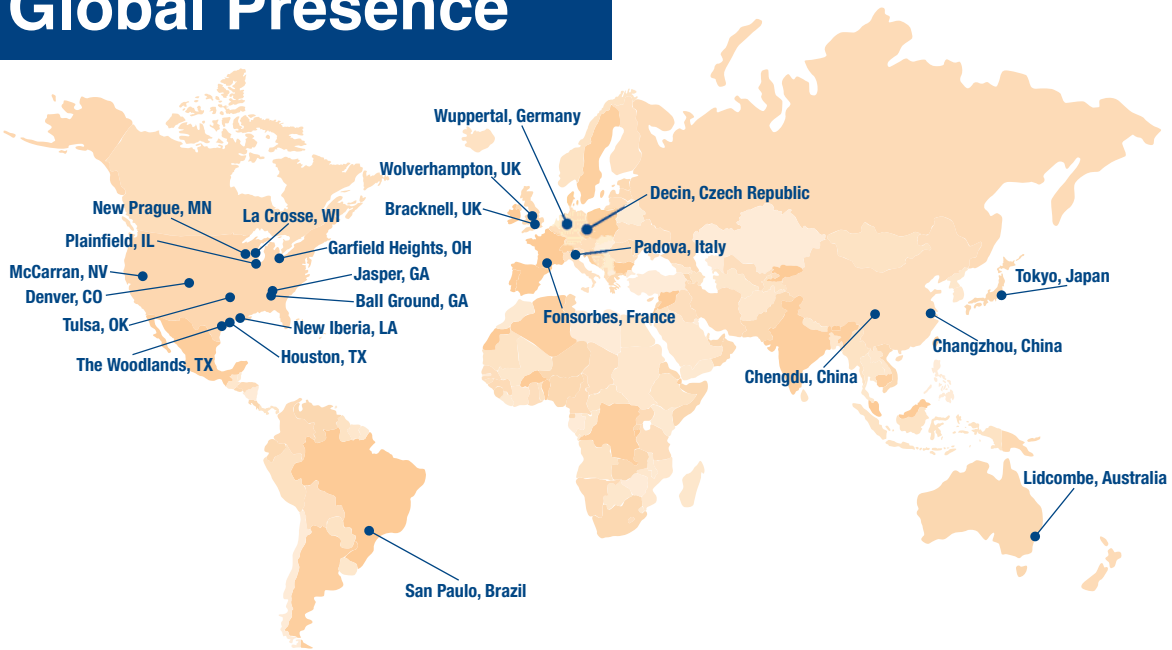 Global Presence
Wuppertal, Germany
Wolverhampton, UK
Bracknell, UK
Decin, Czech Republic
Padova, Italy
Fonsorbes, France
New Prague, MN
La Crosse, WI
Plainfield, IL
Garfield Heights, OH
McCarran, NV
Jasper, GA
Denver, CO
Ball Ground, GA
Tulsa, OK
New Iberia, LA
The Woodlands, TX
Houston, TX
Tokyo, Japan
Changzhou, China
Chengdu, China
Lidcombe, Australia
San Paulo, Brazil